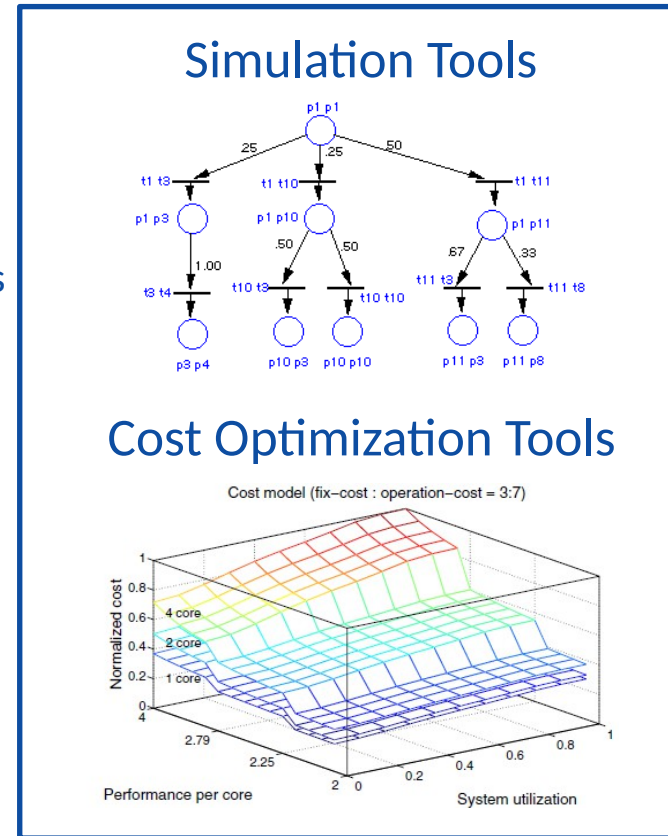 Simulation Tools
p1 p1
.25 .25 .50
t1 t3 t1 t10 t1 t11
p1 p3 p1 p10 p1 p11
1.00 .50 .50 .67 .33
s
t3 t4 t10 t3 t10 t10 t11 t3 t11 t8
p3 p4 p10 p3 p10 p10 p11 p3 p11 p8
Cost Optimization Tools
Cost model (fix−cost : operation−cost = 3:7)
Normalized cost
1
0.8
0.6
0.4
0.2
0
4 core
2 core
1 core
4
2.79
2.25
2
Performance per core
0
0.2
0.4
0.6
0.8
1
System utilization